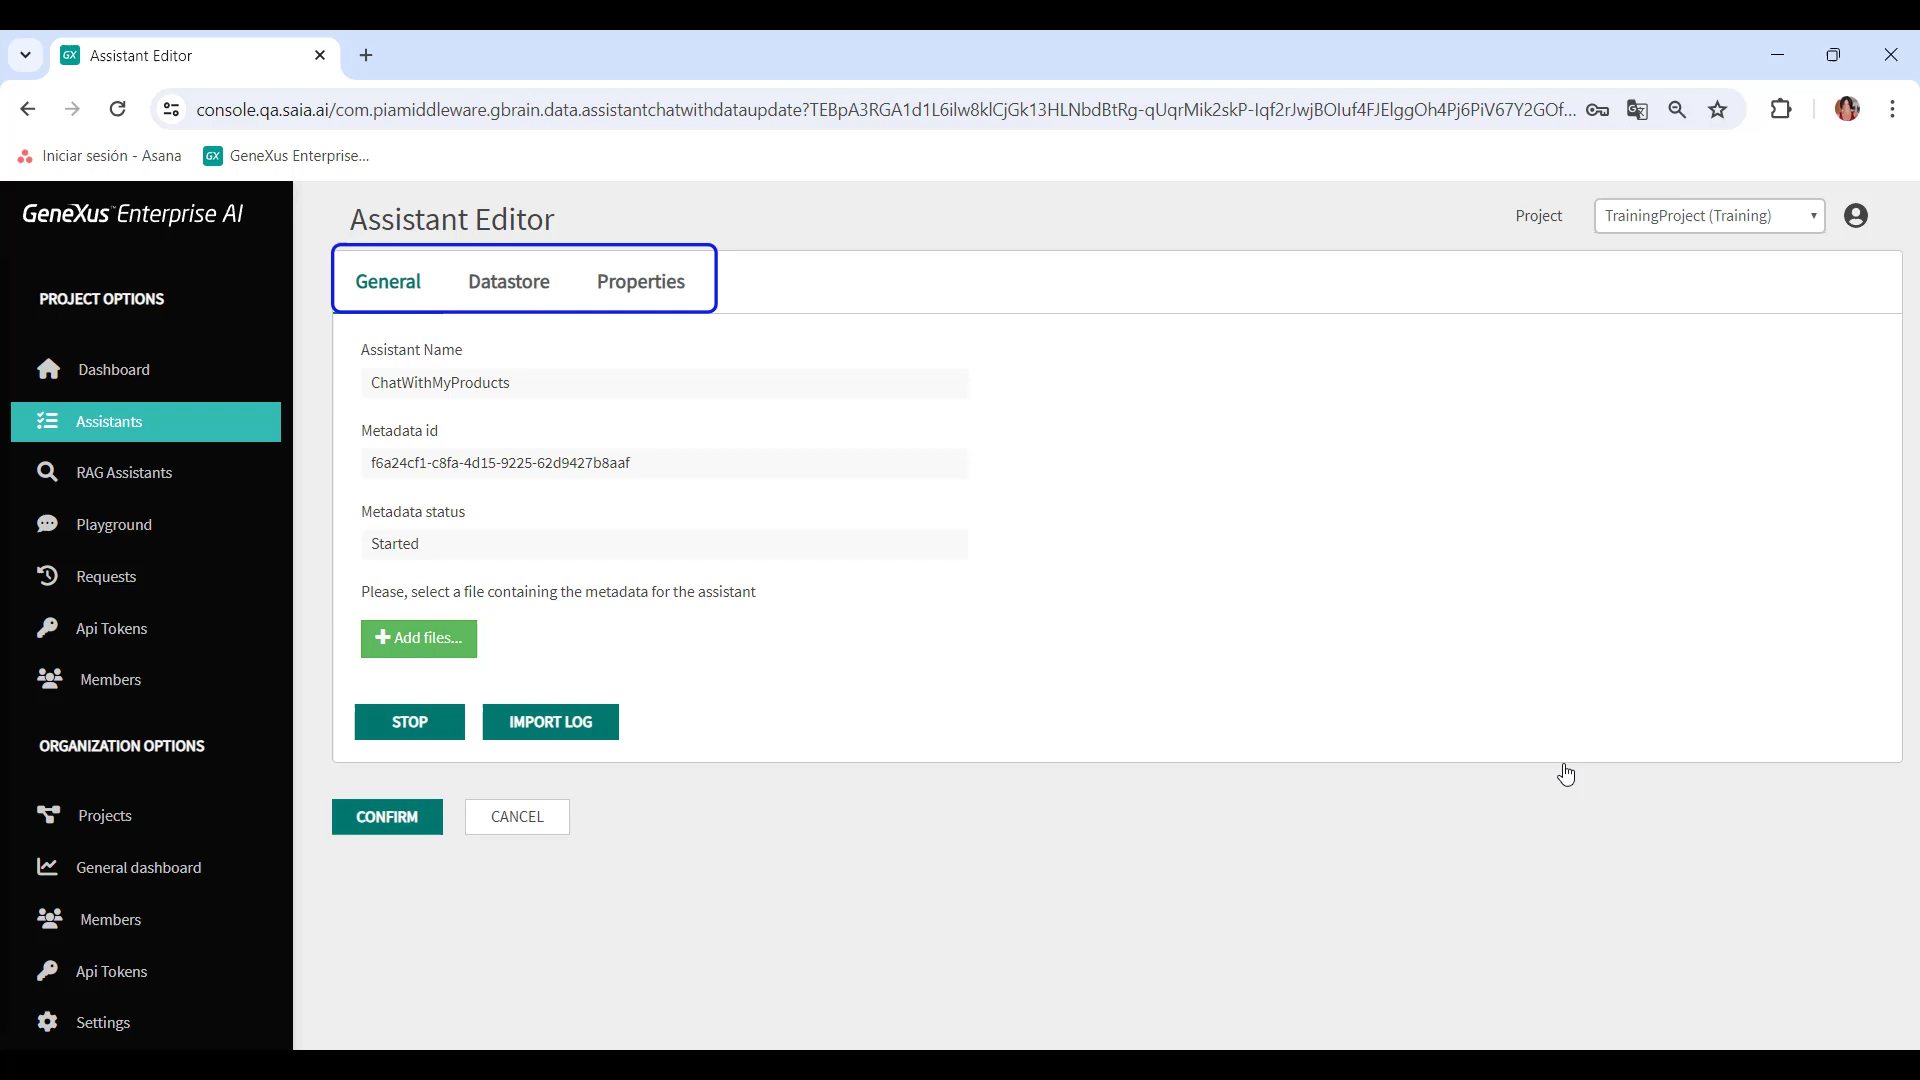 Assistant Editor
console.qa.saia.ai/com.piamiddleware.gbrain.data.assistantchatwithdataupdate?TEBpA3RGA1d1L6ilw8klCjGk13HLNbdBtRg-qUqrMik2skP-Iqf2rJwjBOIuf4FJElggOh4Pj6PiV67Y2GOf...
Iniciar sesión - Asana
GX GeneXus Enterprise...
GeneXus™ Enterprise AI
Assistant Editor
Project
TrainingProject (Training)
General
Datastore
Properties
PROJECT OPTIONS
Dashboard
Assistants
RAG Assistants
Playground
Requests
Api Tokens
Members
ORGANIZATION OPTIONS
Projects
General dashboard
Members
Api Tokens
Settings
Assistant Name
ChatWithMyProducts
Metadata id
f6a24cf1-c8fa-4d15-9225-62d9427b8aaf
Metadata status
Started
Please, select a file containing the metadata for the assistant
Add files...
STOP
IMPORT LOG
CONFIRM
CANCEL